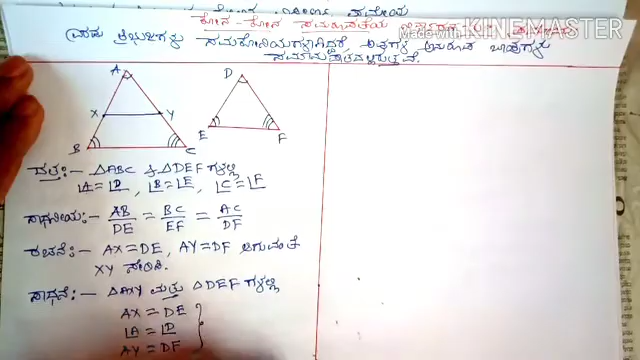 ಕೋನ - ಕೋನ ಸಮರೂಪತೆಯ
Made with KINEMASTER
ತ್ರಿಭುಜಗಳು ಸಮಕೋನಿಯಗಳಾಗಿದ್ದರೆ ಅವುಗಳ ಅನುರೂಪ ಬಾಹುಗಳು
ಸಮಾನುಪಾತದಲ್ಲಿರುತ್ತವೆ.
A D
X Y
E F
B C
ದತ್ತ:- △ABC & △DEF ಗಳಲ್ಲಿ
∠A = ∠D , ∠B = ∠E , ∠C = ∠F
ಸಾಧನೀಯ:- AB/DE = BC/EF = AC/DF
ರಚನೆ:- AX = DE, AY = DF ಆಗುವಂತೆ
XY ಸೇರಿಸಿ.
ಸಾಧನೆ:- △AXY ಮತ್ತು △DEF ಗಳಲ್ಲಿ
AX = DE
∠A = ∠D
AY = DF